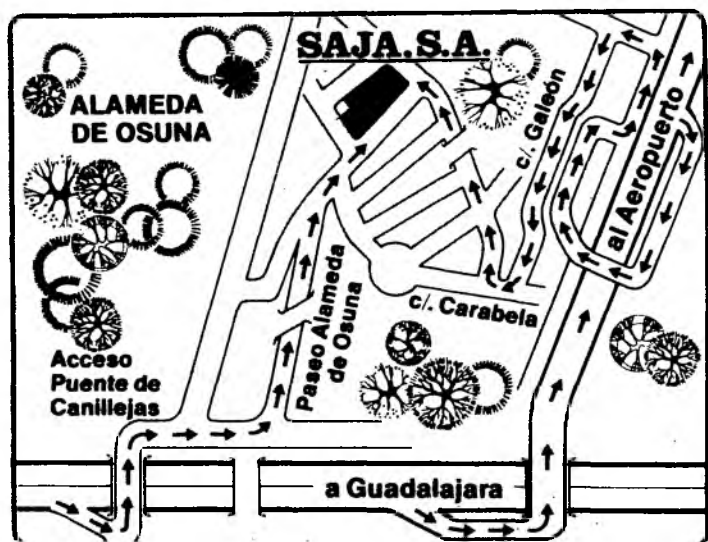 SAJA. S.A.
ALAMEDA
DE OSUNA
c/. Galeón
al Aeropuerto
c/. Carabela
Paseo Alameda
de Osuna
Acceso
Puente de
Canillejas
a Guadalajara